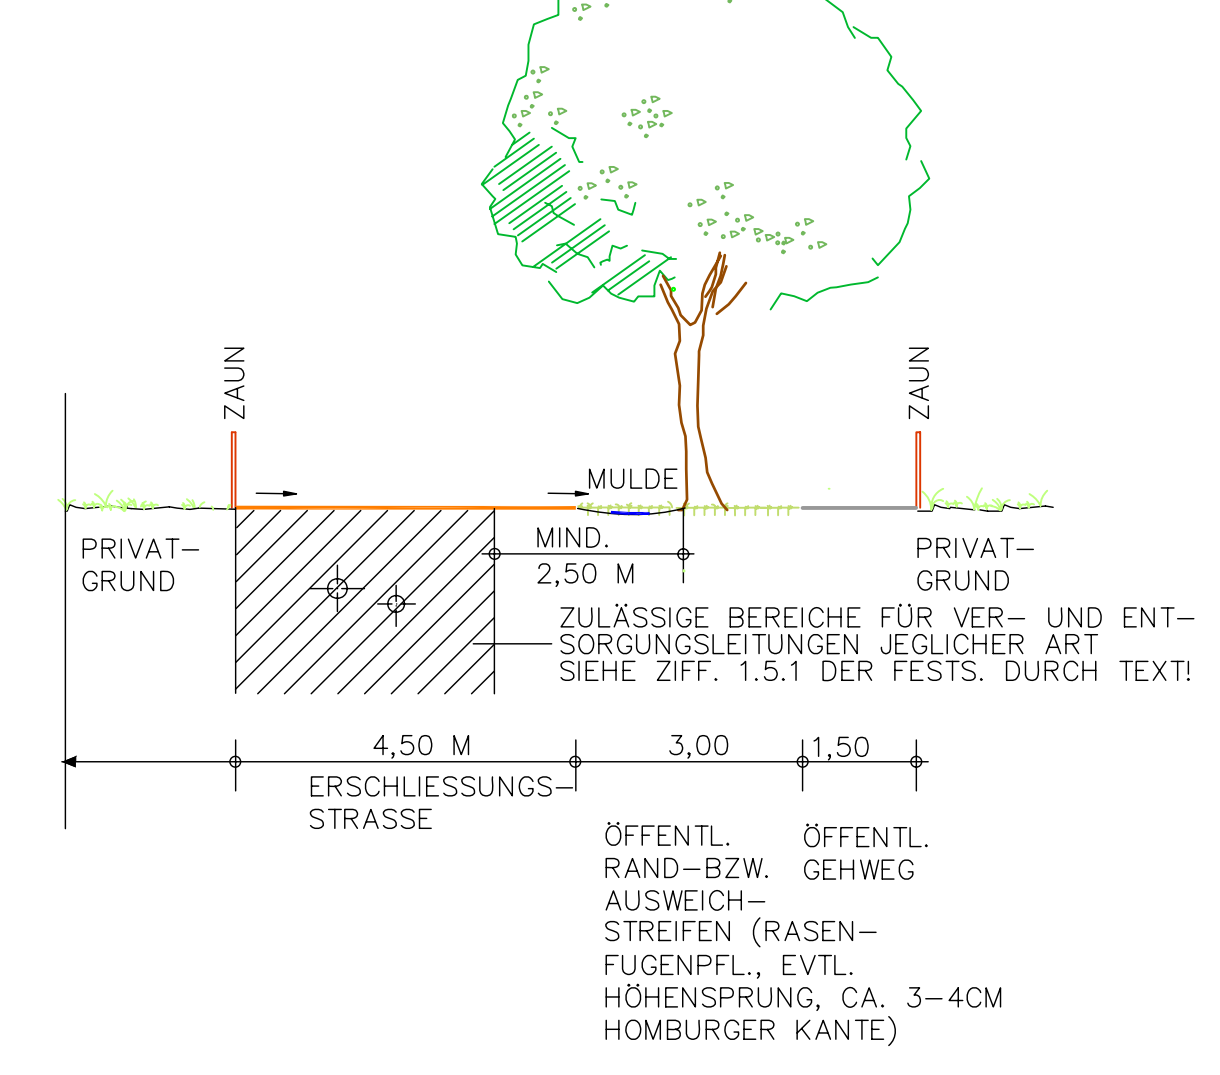 ZAUN
ZAUN
MULDE
PRIVAT-
GRUND
MIND.
2,50 M
PRIVAT-
GRUND
ZULÄSSIGE BEREICHE FÜR VER- UND ENT-
SORGUNGSLEITUNGEN JEGLICHER ART
SIEHE ZIFF. 1.5.1 DER FESTS. DURCH TEXT!
4,50 M
3,00
1,50
ERSCHLIESSUNGS-
STRASSE
ÖFFENTL.
RAND-BZW.
AUSWEICH-
STREIFEN (RASEN-
FUGENPFL., EVTL.
HÖHENSPRUNG, CA. 3-4CM
HOMBURGER KANTE)
ÖFFENTL.
GEHWEG